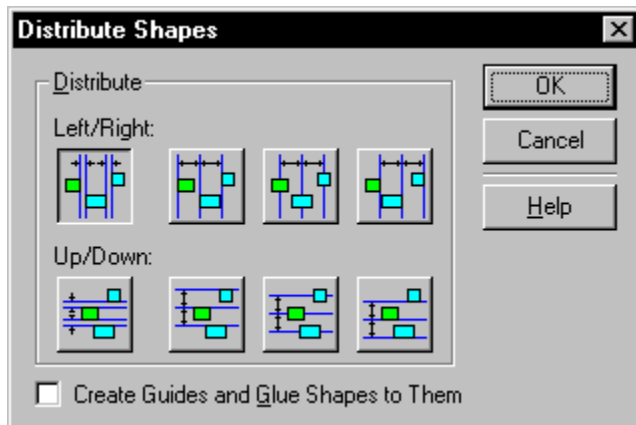 Distribute Shapes
Distribute
Left/Right:
Up/Down:
Create Guides and Glue Shapes to Them
OK
Cancel
Help